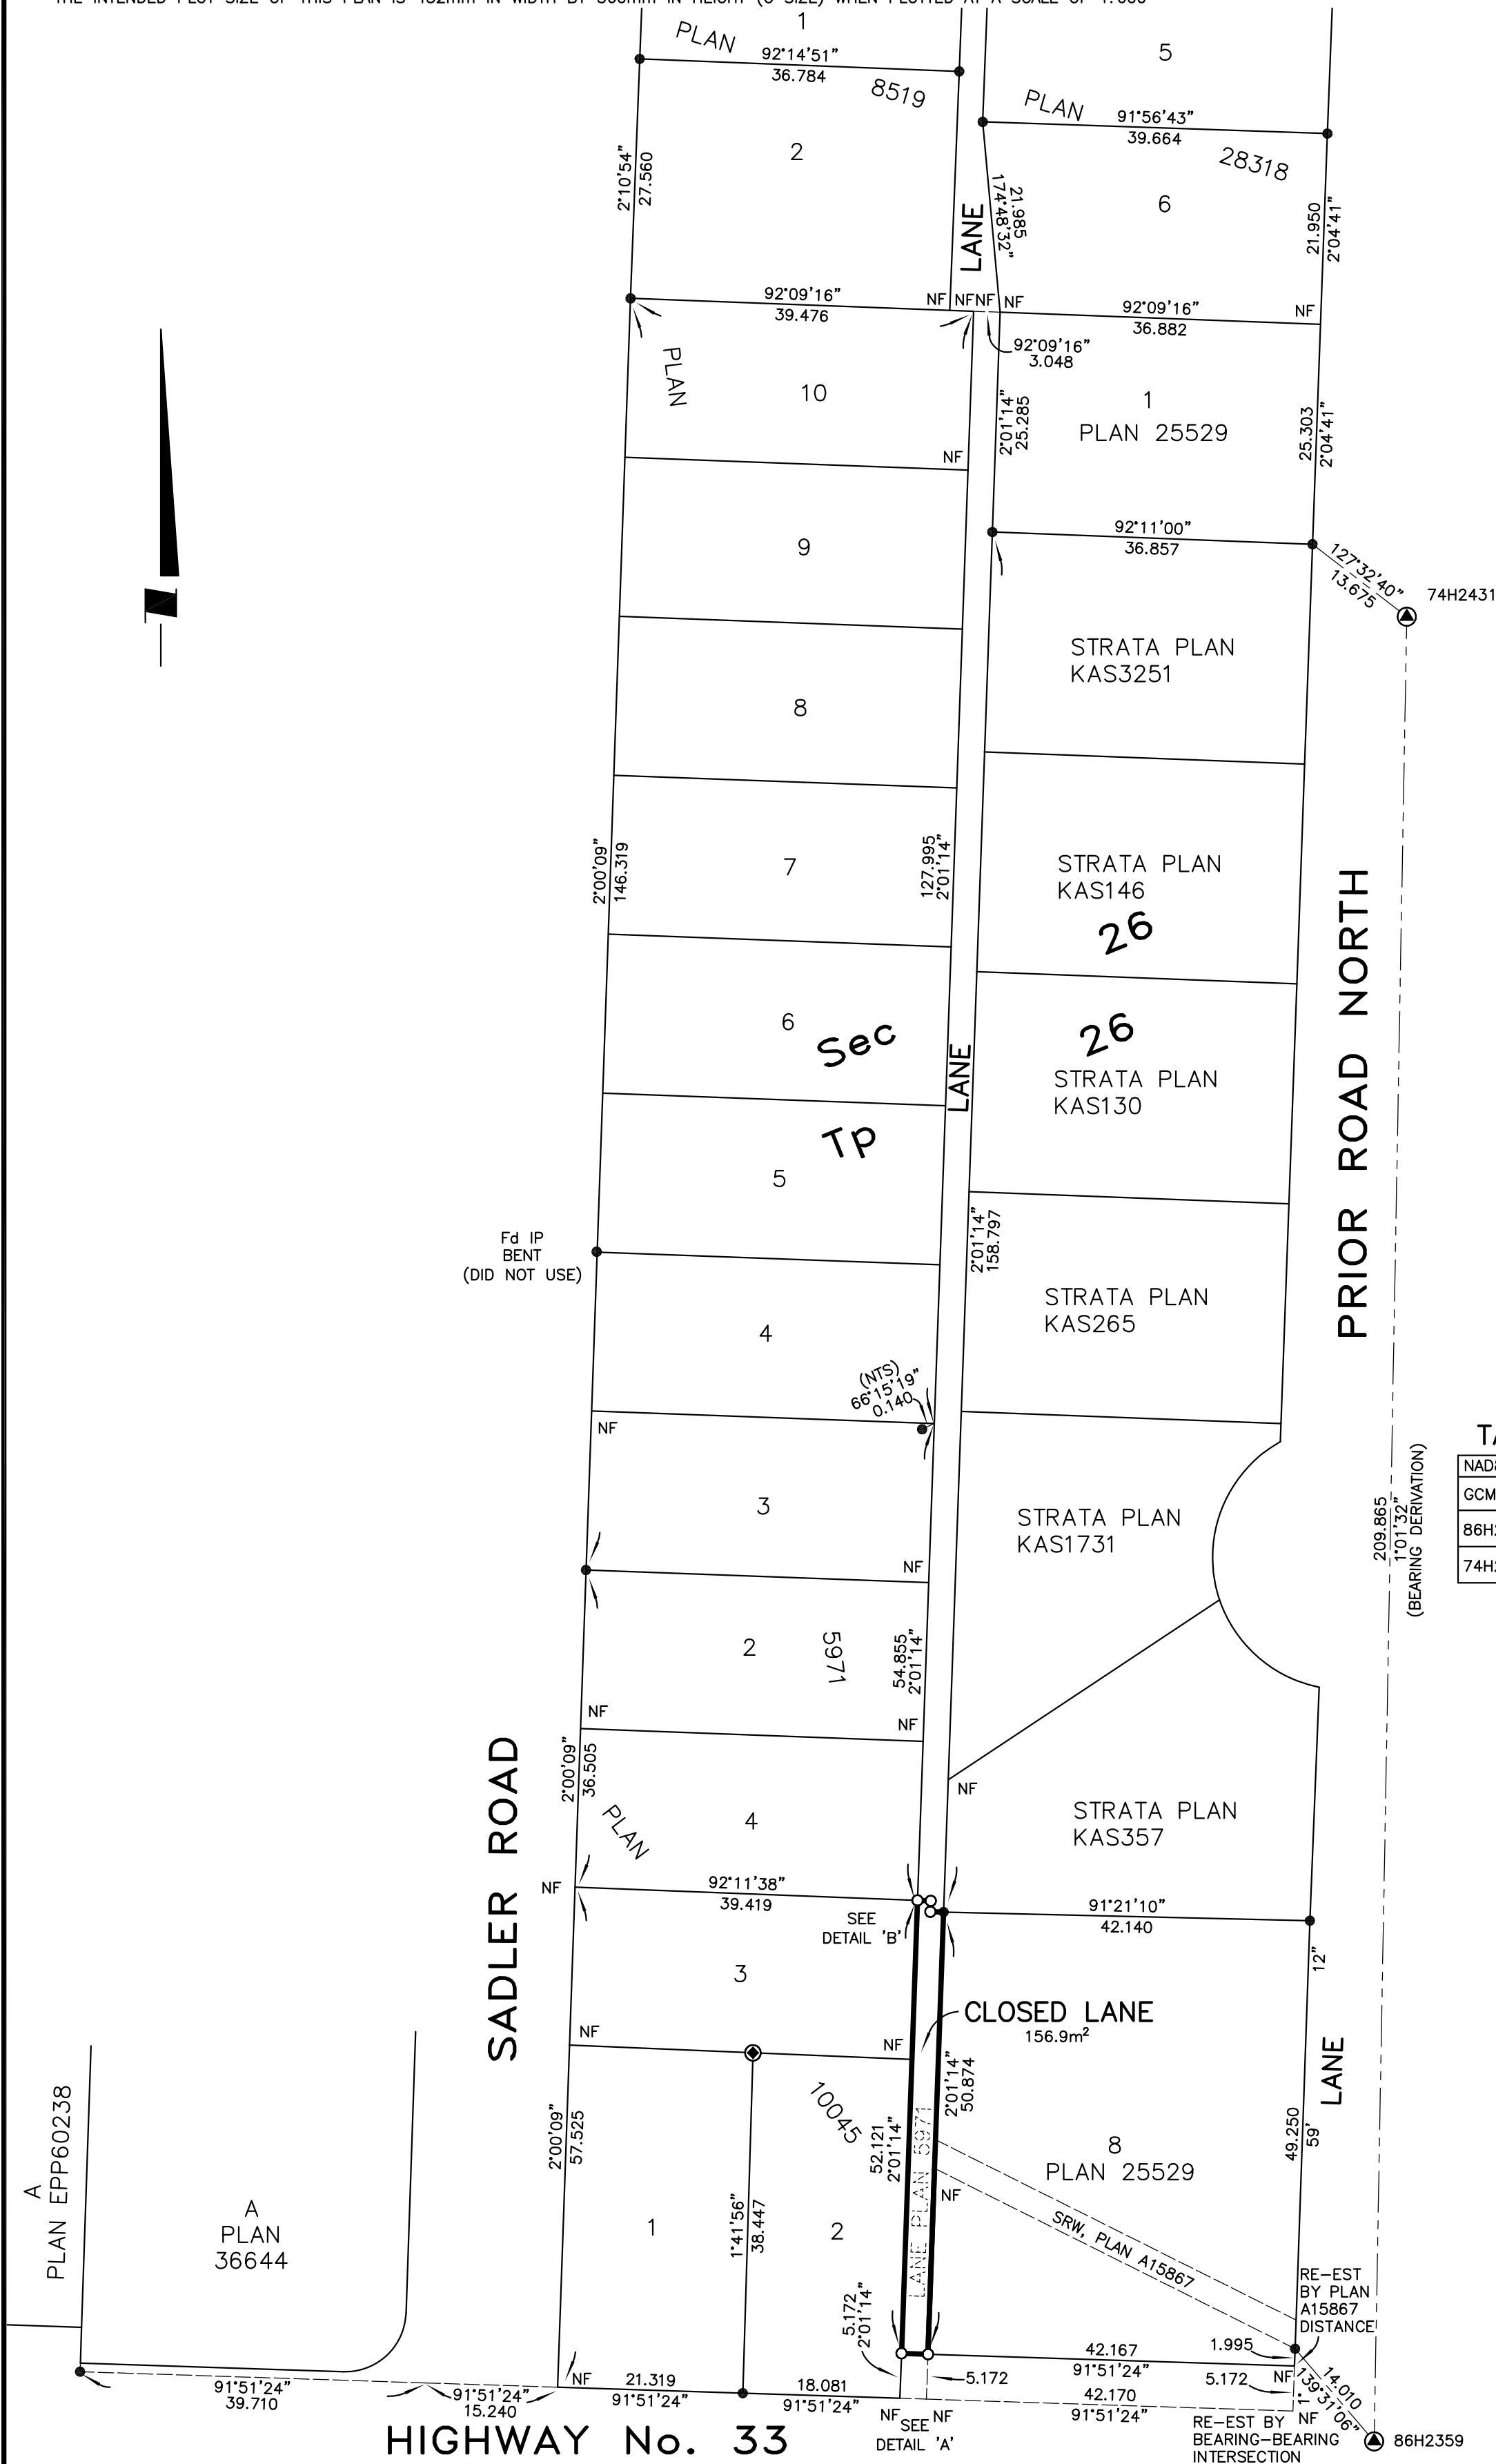 1
PLAN
92°14'51"
36.784
8519
5
PLAN
91°56'43"
39.664
28318
2
2°10'54"
27.560
LANE
21.985
174°48'32"
6
21.950
2°04'41"
92°09'16"
39.476
NF
NF
NF
NF
92°09'16"
36.882
NF
92°09'16"
3.048
PLAN
10
NF
2°01'14"
25.285
1
PLAN 25529
25.303
2°04'41"
92°11'00"
36.857
127°32'40"
13.675
74H2431
9
STRATA PLAN
KAS3251
8
7
2°00'09"
146.319
127.995
2°01'14"
STRATA PLAN
KAS146
26
PRIOR ROAD NORTH
6
Sec
26
LANE
STRATA PLAN
KAS130
Tp
5
2°01'14"
158.797
Fd IP
BENT
(DID NOT USE)
STRATA PLAN
KAS265
4
(NTS)
66°15'19"
0.140
NF
209.865
1°01'32"
(BEARING DERIVATION)
3
STRATA PLAN
KAS1731
NF
2
5971
54.855
2°01'14"
NF
NF
SADLER ROAD
2°00'09"
36.505
PLAN
4
NF
STRATA PLAN
KAS357
NF
92°11'38"
39.419
SEE
DETAIL 'B'
91°21'10"
42.140
12"
3
CLOSED LANE
156.9m²
NF
NF
2°01'14"
50.874
LANE
10045
52.121
2°01'14"
LANE PLAN 5971
2°00'09"
57.525
A
PLAN EPP60238
A
PLAN
36644
1
1°41'56"
38.447
2
8
PLAN 25529
NF
SRW, PLAN A15867
49.250
59'
RE-EST
BY PLAN
A15867
DISTANCE
5.172
2°01'14"
42.167
91°51'24"
1.995
5.172
5.172
NF
1°
14.010
139°31'06"
91°51'24"
39.710
91°51'24"
15.240
NF
21.319
91°51'24"
18.081
91°51'24"
42.170
91°51'24"
NF
NF
NF
SEE
DETAIL 'A'
RE-EST BY
BEARING-BEARING
INTERSECTION
86H2359
HIGHWAY No. 33